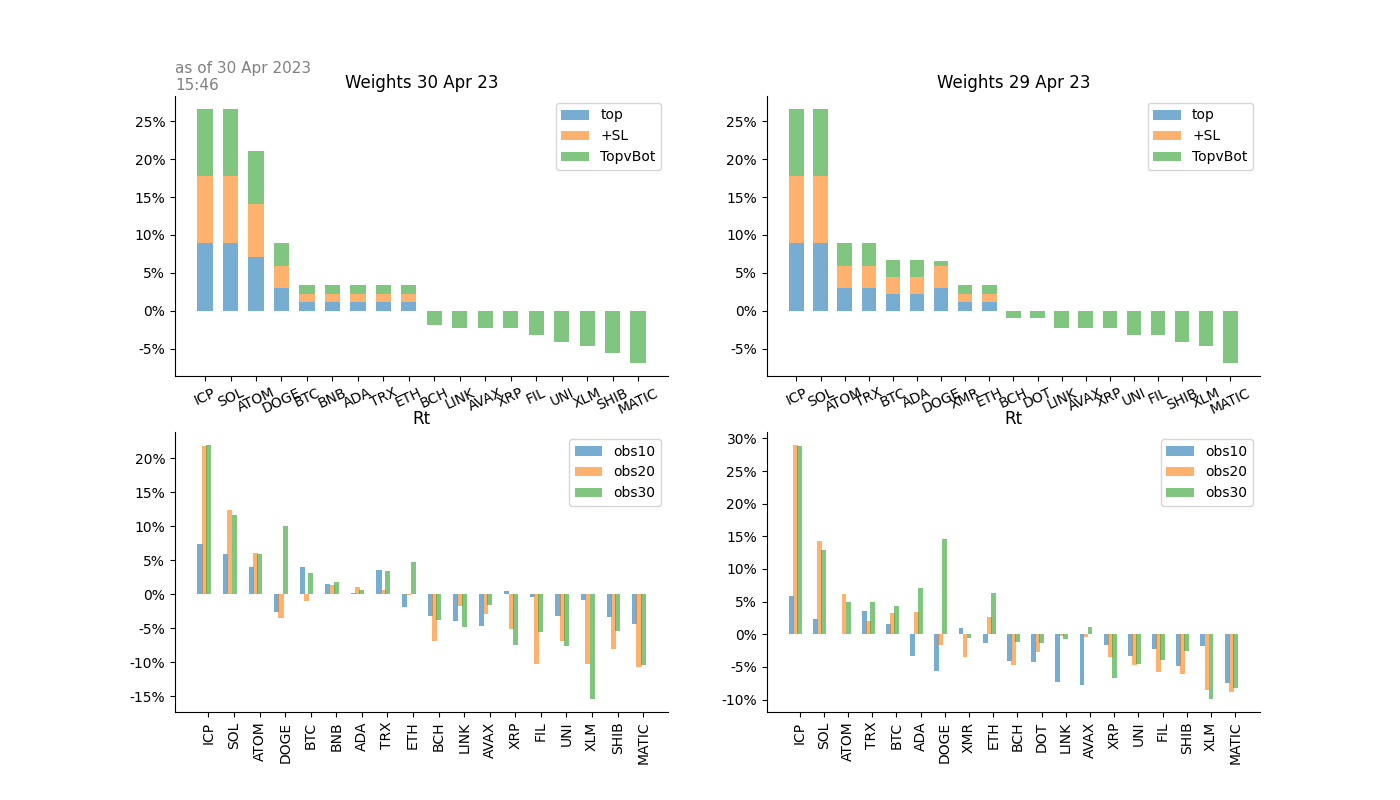 as of 30 Apr 2023
15:46
Weights 30 Apr 23
25%
20%
15%
10%
5%
0%
-5%
top
+SL
TopvBot
ICP SOL ATOM DOGE BTC BNB ADA TRX ETH BCH LINK AVAX XRP FIL UNI XLM SHIB MATIC
Weights 29 Apr 23
25%
20%
15%
10%
5%
0%
-5%
top
+SL
TopvBot
ICP SOL ATOM TRX BTC ADA DOGE XMR ETH BCH DOT LINK AVAX XRP UNI FIL SHIB XLM MATIC
Rt
20%
15%
10%
5%
0%
-5%
-10%
-15%
obs10
obs20
obs30
ICP SOL ATOM DOGE BTC BNB ADA TRX ETH BCH LINK AVAX XRP FIL UNI XLM SHIB MATIC
Rt
30%
25%
20%
15%
10%
5%
0%
-5%
-10%
obs10
obs20
obs30
ICP SOL ATOM TRX BTC ADA DOGE XMR ETH BCH DOT LINK AVAX XRP UNI FIL SHIB XLM MATIC